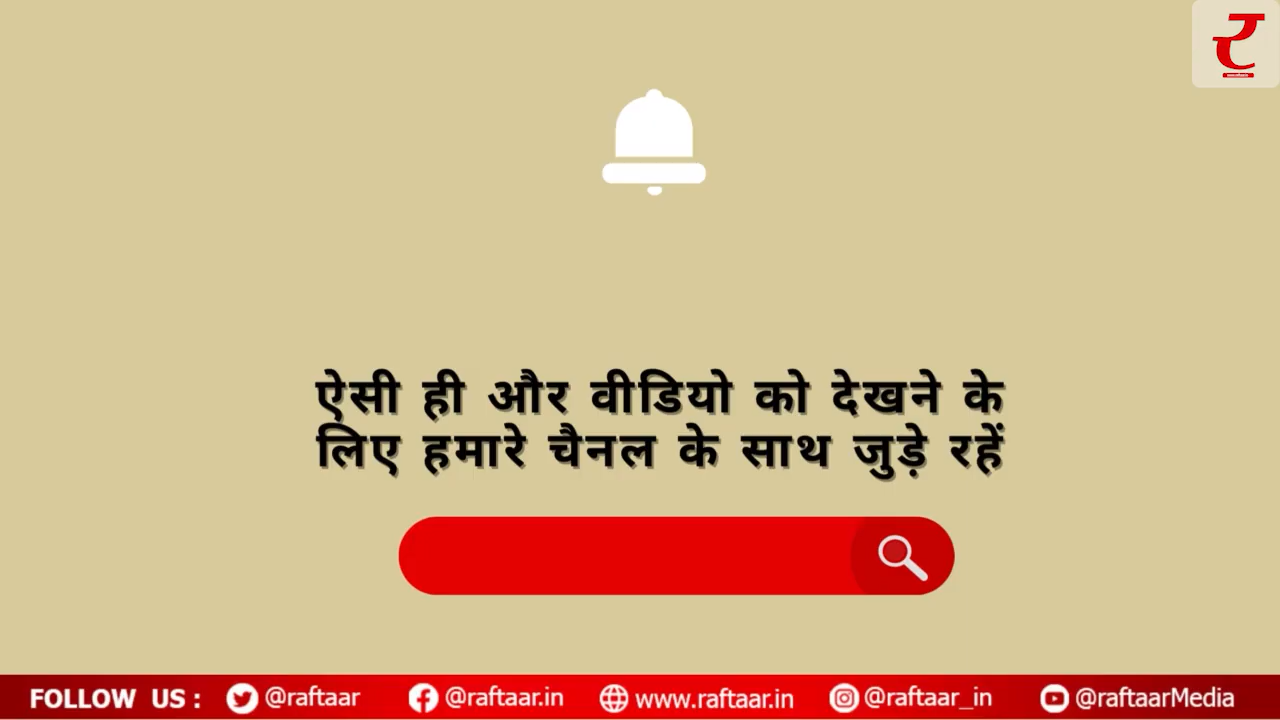 ऐसी ही और वीडियो को देखने के
लिए हमारे चैनल के साथ जुड़े रहें
FOLLOW US : @raftaar @raftaar.in www.raftaar.in @raftaar_in @raftaarMedia